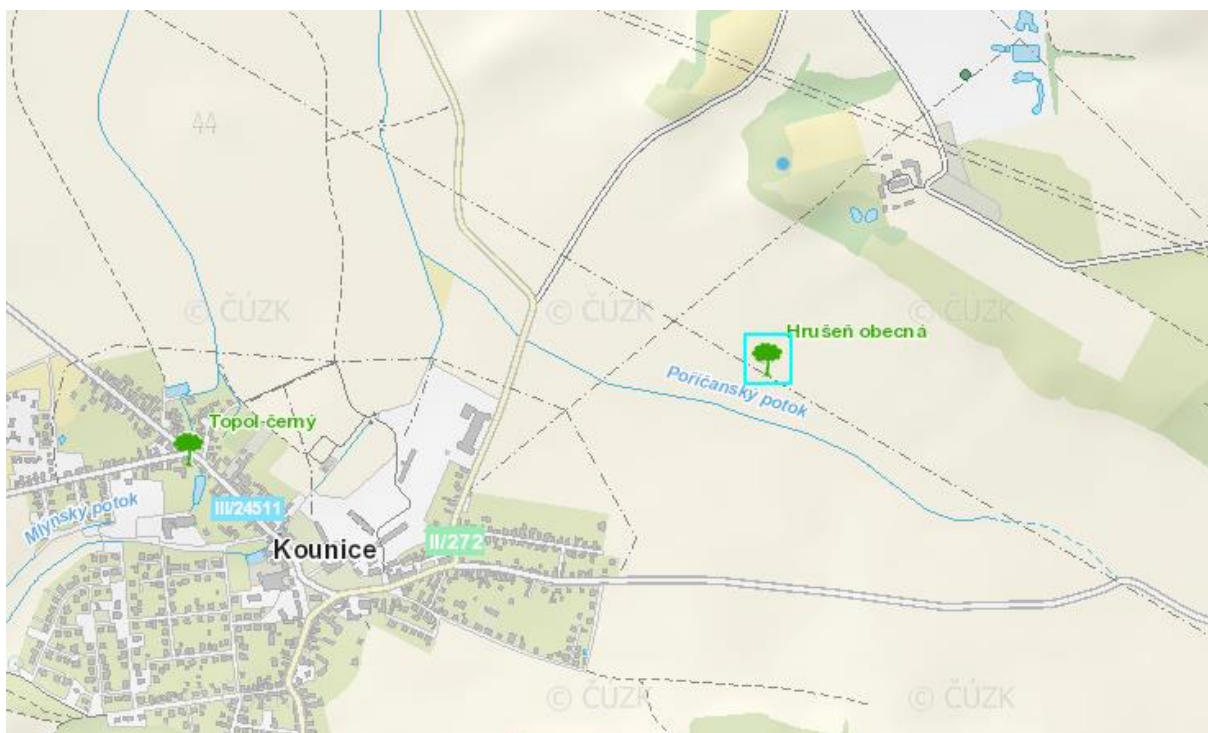 44
© ČÚZK
© ČÚZK
© ČÚZK
Hrušeň obecná
Poříčanský potok
Topol černý
Mlýnský potok
III/24511
II/272
Kounice
© ČÚZK
© ČÚZK